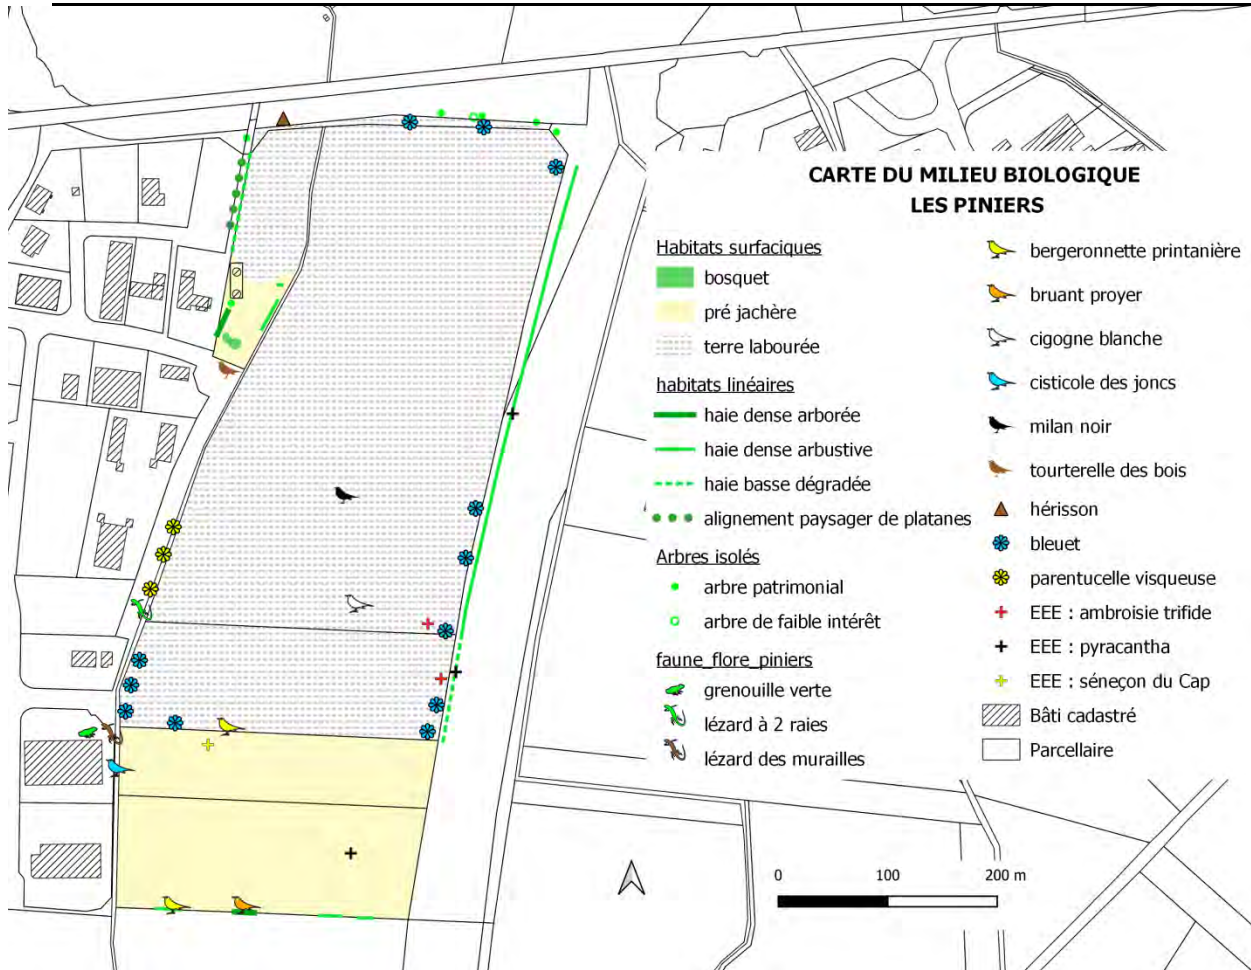 CARTE DU MILIEU BIOLOGIQUE
LES PINIERS
Habitats surfaciques
bosquet
pré jachère
terre labourée
habitats linéaires
haie dense arborée
haie dense arbustive
haie basse dégradée
alignement paysager de platanes
Arbres isolés
arbre patrimonial
arbre de faible intérêt
faune_flore_piniers
grenouille verte
lézard à 2 raies
lézard des murailles
bergeronnette printanière
bruant proyer
cigogne blanche
cisticole des joncs
milan noir
tourterelle des bois
hérisson
bleuet
parentucelle visqueuse
EEE : ambroisie trifide
EEE : pyracantha
EEE : séneçon du Cap
Bâti cadastré
Parcellaire
0 100 200 m